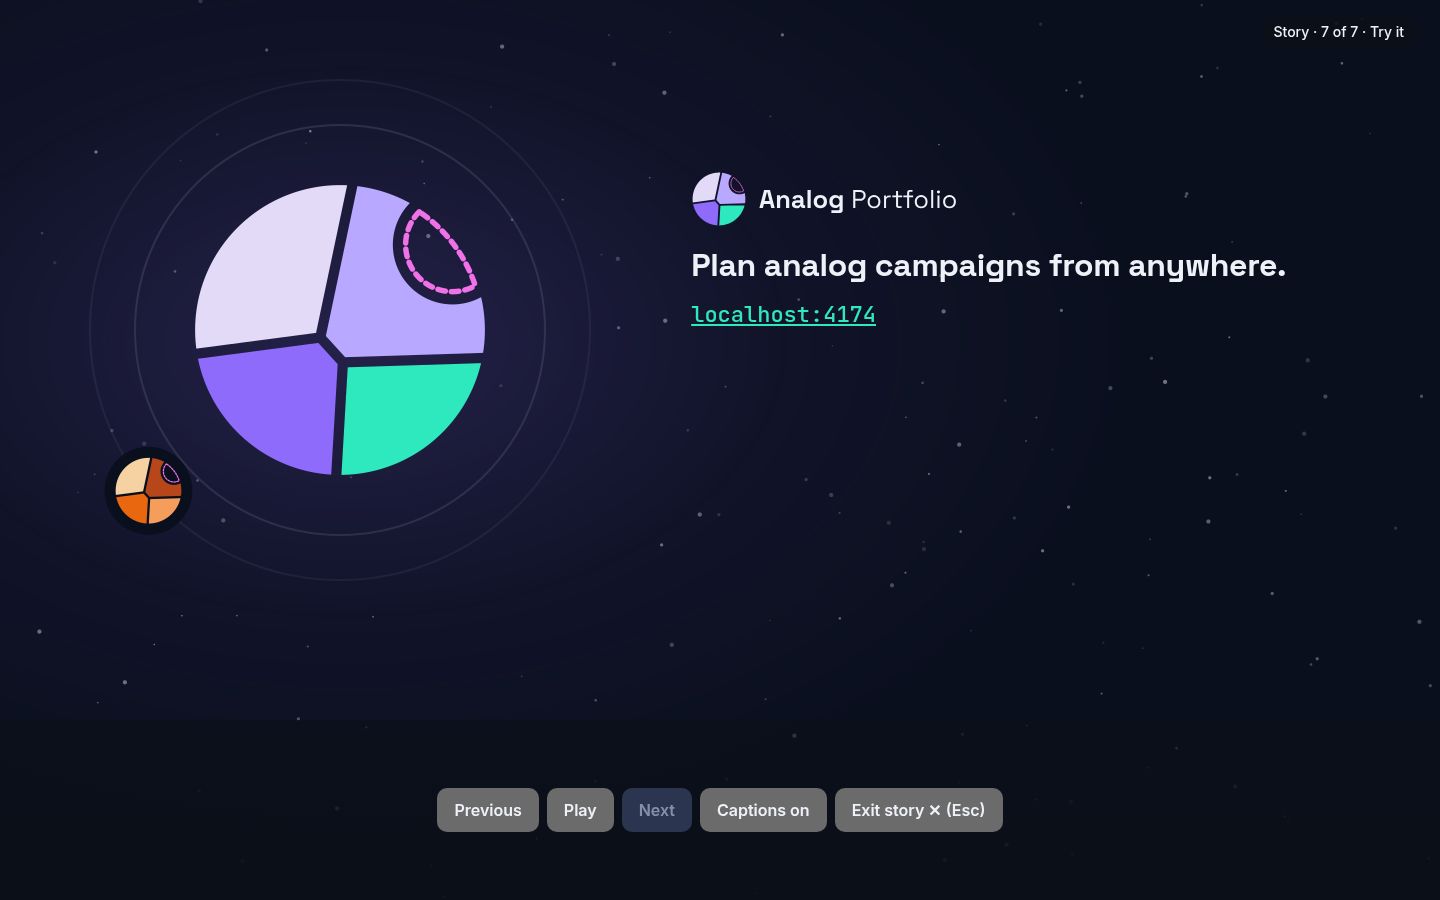 Story · 7 of 7 · Try it
Analog Portfolio
Plan analog campaigns from anywhere.
localhost:4174
Previous
Play
Next
Captions on
Exit story ✕ (Esc)